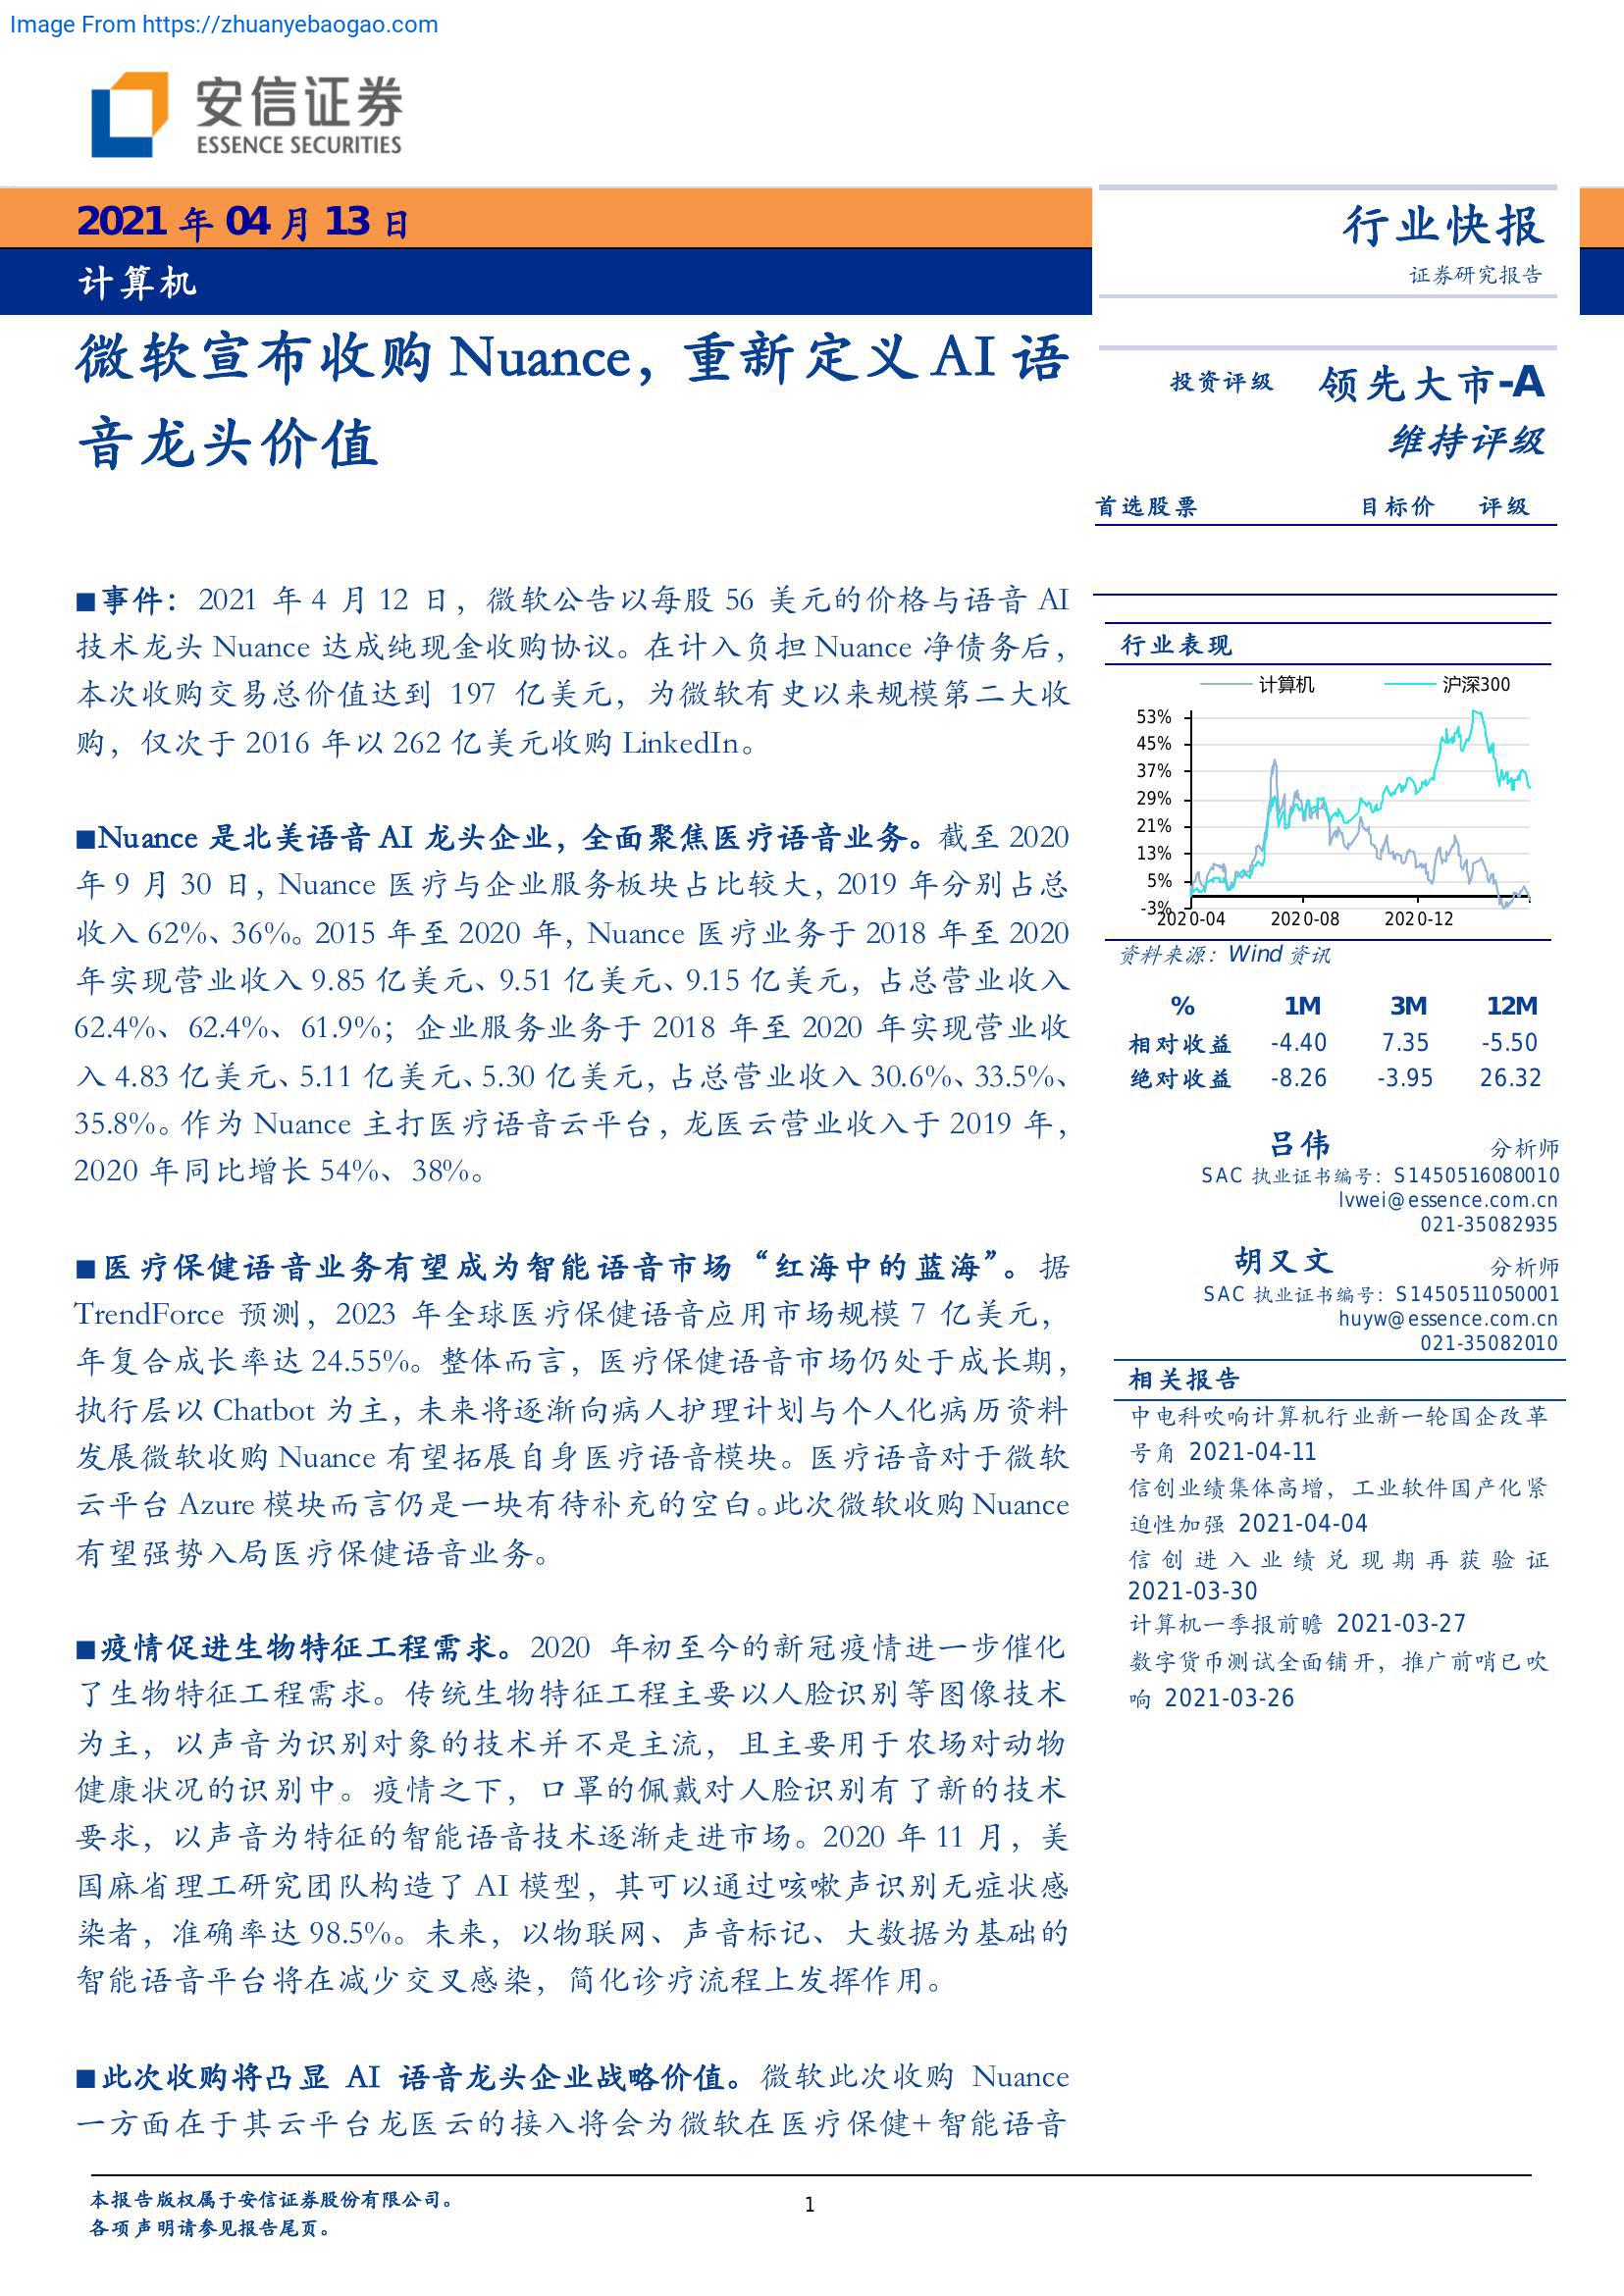 Image From https://zhuanyebaogao.com
安信证券
ESSENCE SECURITIES
2021 年 04 月 13 日
计算机
行业快报
证券研究报告
微软宣布收购 Nuance，重新定义 AI 语
音龙头价值
■事件：2021 年 4 月 12 日，微软公告以每股 56 美元的价格与语音 AI
技术龙头 Nuance 达成纯现金收购协议。在计入负担 Nuance 净债务后，
本次收购交易总价值达到 197 亿美元，为微软有史以来规模第二大收
购，仅次于 2016 年以 262 亿美元收购 LinkedIn。
■Nuance 是北美语音 AI 龙头企业，全面聚焦医疗语音业务。截至 2020
年 9 月 30 日，Nuance 医疗与企业服务板块占比较大，2019 年分别占总
收入 62%、36%。2015 年至 2020 年，Nuance 医疗业务于 2018 年至 2020
年实现营业收入 9.85 亿美元、9.51 亿美元、9.15 亿美元，占总营业收入
62.4%、62.4%、61.9%；企业服务业务于 2018 年至 2020 年实现营业收
入 4.83 亿美元、5.11 亿美元、5.30 亿美元，占总营业收入 30.6%、33.5%、
35.8%。作为 Nuance 主打医疗语音云平台，龙医云营业收入于 2019 年，
2020 年同比增长 54%、38%。
■医疗保健语音业务有望成为智能语音市场“红海中的蓝海”。据
TrendForce 预测，2023 年全球医疗保健语音应用市场规模 7 亿美元，
年复合成长率达 24.55%。整体而言，医疗保健语音市场仍处于成长期，
执行层以 Chatbot 为主，未来将逐渐向病人护理计划与个人化病历资料
发展微软收购 Nuance 有望拓展自身医疗语音模块。医疗语音对于微软
云平台 Azure 模块而言仍是一块有待补充的空白。此次微软收购 Nuance
有望强势入局医疗保健语音业务。
■疫情促进生物特征工程需求。2020 年初至今的新冠疫情进一步催化
了生物特征工程需求。传统生物特征工程主要以人脸识别等图像技术
为主，以声音为识别对象的技术并不是主流，且主要用于农场对动物
健康状况的识别中。疫情之下，口罩的佩戴对人脸识别有了新的技术
要求，以声音为特征的智能语音技术逐渐走进市场。2020 年 11 月，美
国麻省理工研究团队构造了 AI 模型，其可以通过咳嗽声识别无症状感
染者，准确率达 98.5%。未来，以物联网、声音标记、大数据为基础的
智能语音平台将在减少交叉感染，简化诊疗流程上发挥作用。
■此次收购将凸显 AI 语音龙头企业战略价值。微软此次收购 Nuance
一方面在于其云平台龙医云的接入将会为微软在医疗保健+智能语音
投资评级 领先大市-A
维持评级
首选股票 目标价 评级
行业表现
计算机 沪深300
53%
45%
37%
29%
21%
13%
5%
-3%
2020-04 2020-08 2020-12
资料来源：Wind 资讯
% 1M 3M 12M
相对收益 -4.40 7.35 -5.50
绝对收益 -8.26 -3.95 26.32
吕伟 分析师
SAC 执业证书编号：S1450516080010
lvwei@essence.com.cn
021-35082935
胡又文 分析师
SAC 执业证书编号：S1450511050001
huyw@essence.com.cn
021-35082010
相关报告
中电科吹响计算机行业新一轮国企改革
号角 2021-04-11
信创业绩集体高增，工业软件国产化紧
迫性加强 2021-04-04
信创进入业绩兑现期再获验证
2021-03-30
计算机一季报前瞻 2021-03-27
数字货币测试全面铺开，推广前哨已吹
响 2021-03-26
本报告版权属于安信证券股份有限公司。
各项声明请参见报告尾页。
1